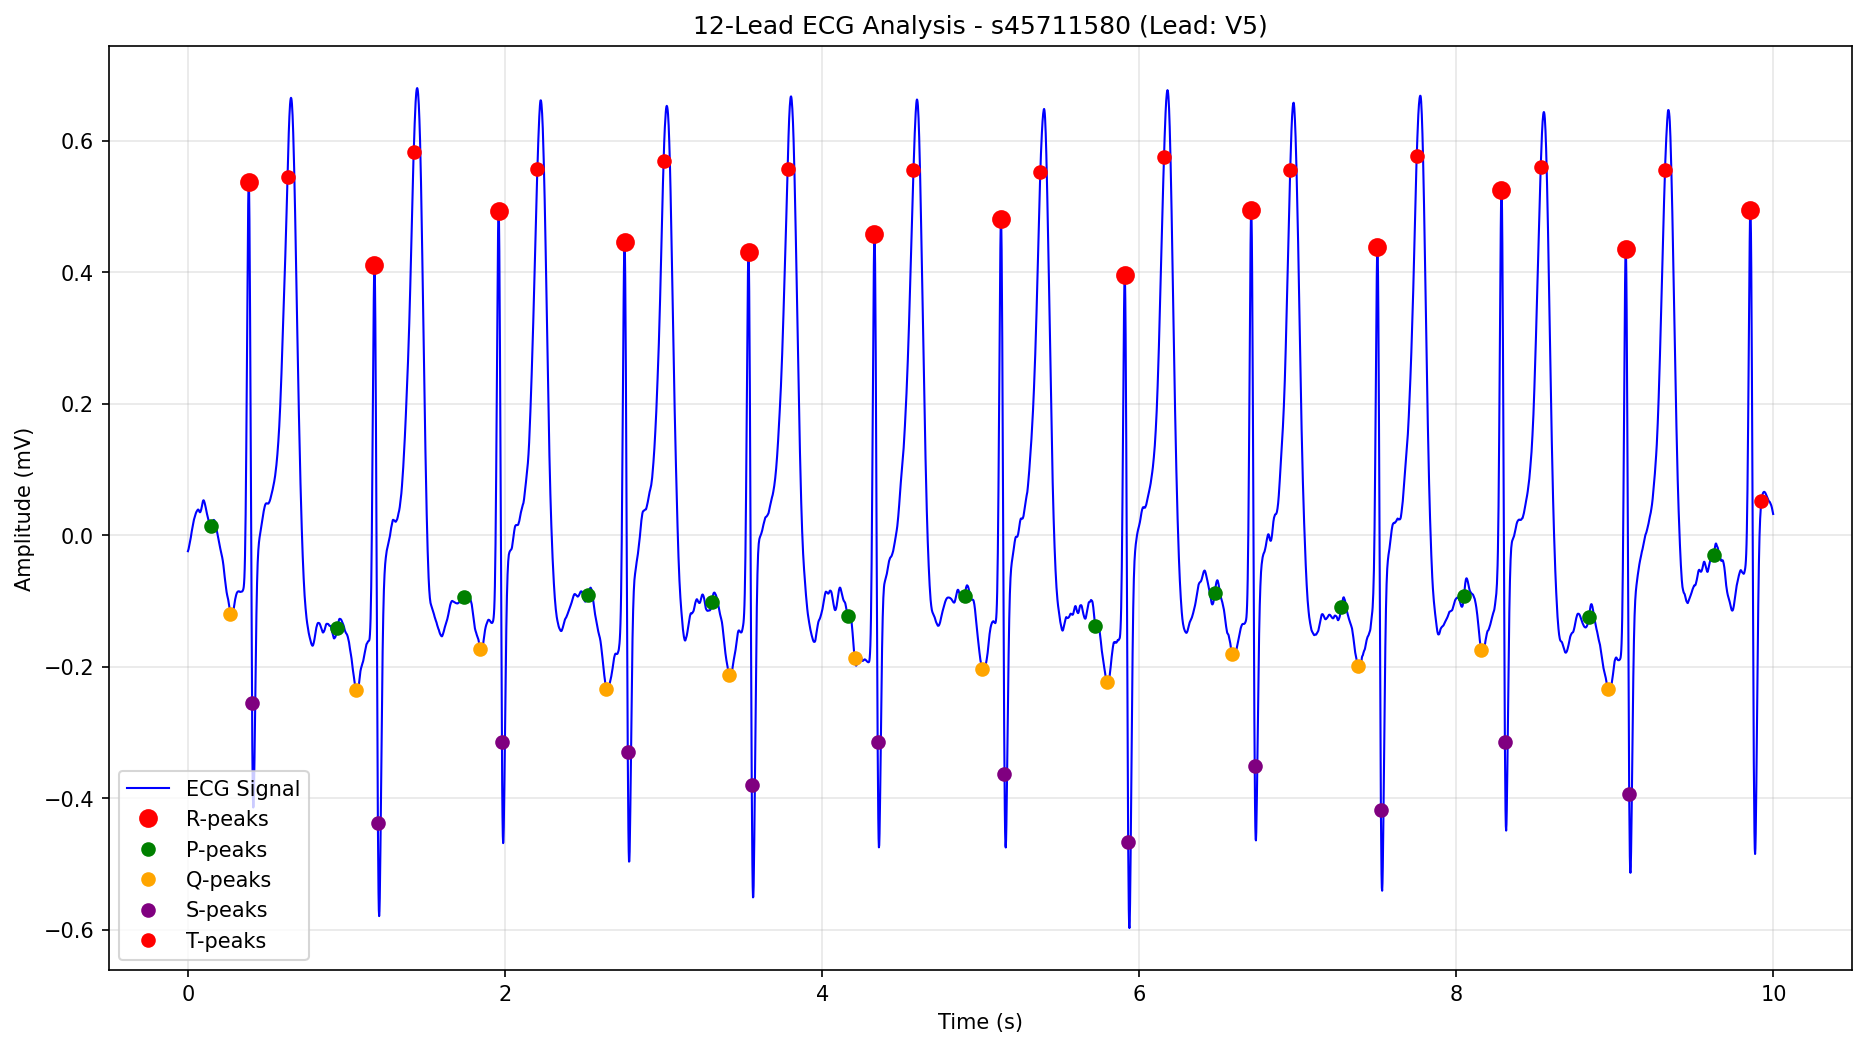 12-Lead ECG Analysis - s45711580 (Lead: V5)
Amplitude (mV)
0.6
0.4
0.2
0.0
−0.2
−0.4
−0.6
ECG Signal
R-peaks
P-peaks
Q-peaks
S-peaks
T-peaks
0 2 4 6 8 10
Time (s)